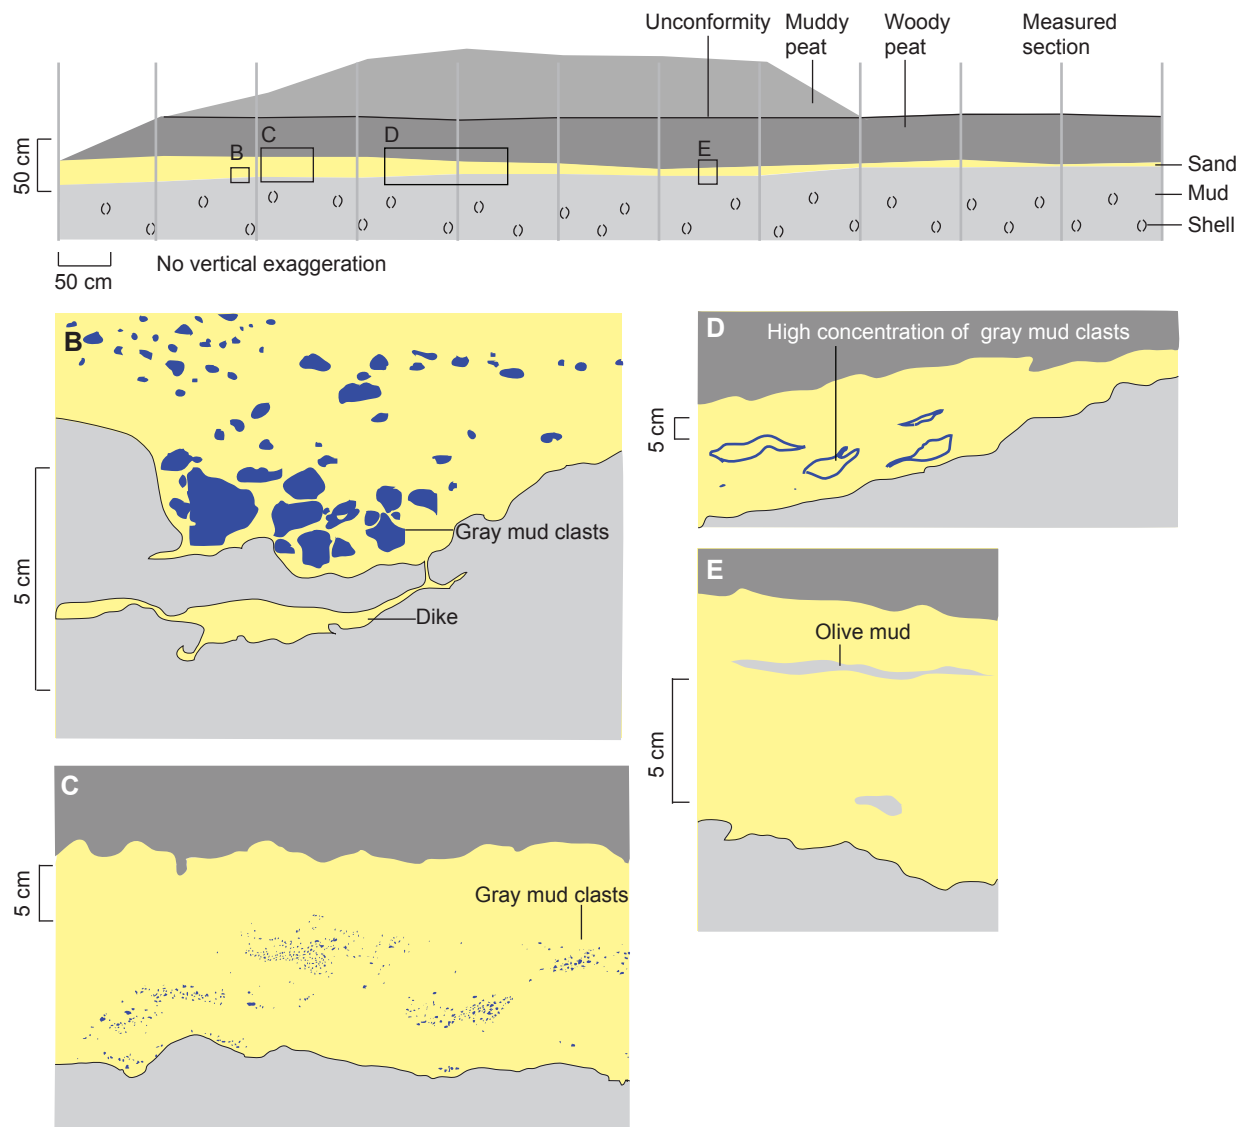 Unconformity
Muddy
peat
Woody
peat
Measured
section
B
C
D
E
50 cm
Sand
Mud
Shell
50 cm
No vertical exaggeration
B
Gray mud clasts
Dike
5 cm
D
High concentration of gray mud clasts
5 cm
E
Olive mud
5 cm
C
Gray mud clasts
5 cm